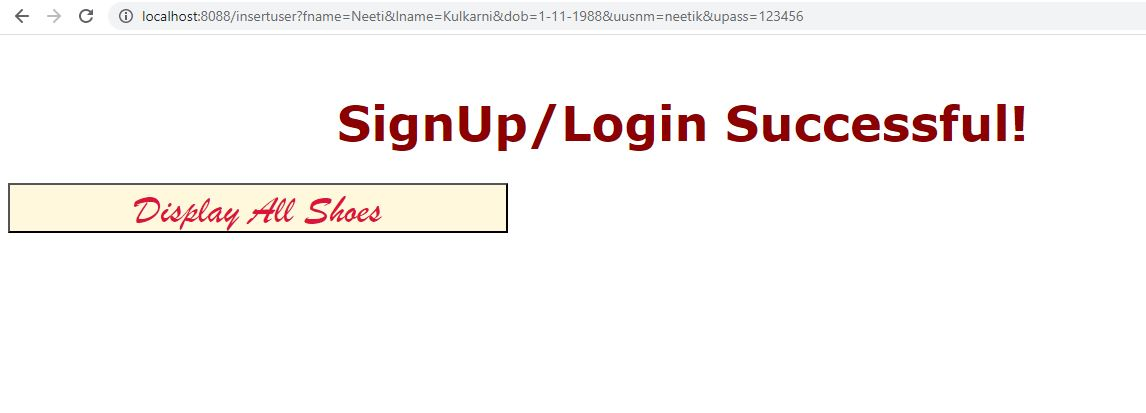 localhost:8088/insertuser?fname=Neeti&lname=Kulkarni&dob=1-11-1988&uusnm=neetik&upass=123456
SignUp/Login Successful!
Display All Shoes